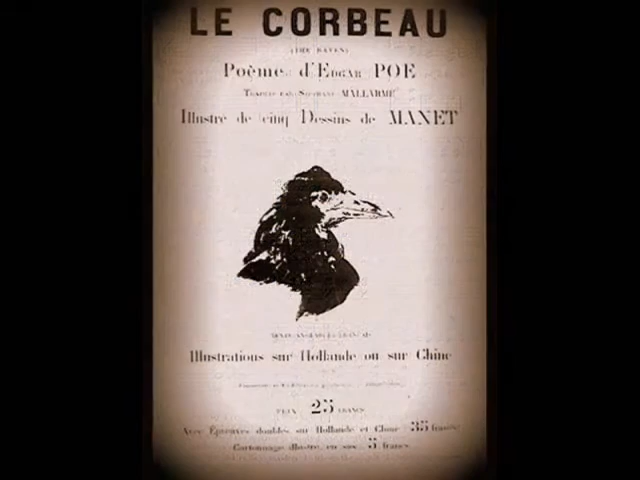 LE CORBEAU
(THE RAVEN)
Poème d'EDGAR POE
TRADUIT PAR STÉPHANE MALLARMÉ
Illustré de cinq Dessins de MANET
Illustrations sur Hollande ou sur Chine
PRIX 25 FRANCS
Avec Épreuves doubles sur Hollande et Chine 35 francs
Cartonnage illustré, en sus 5 francs